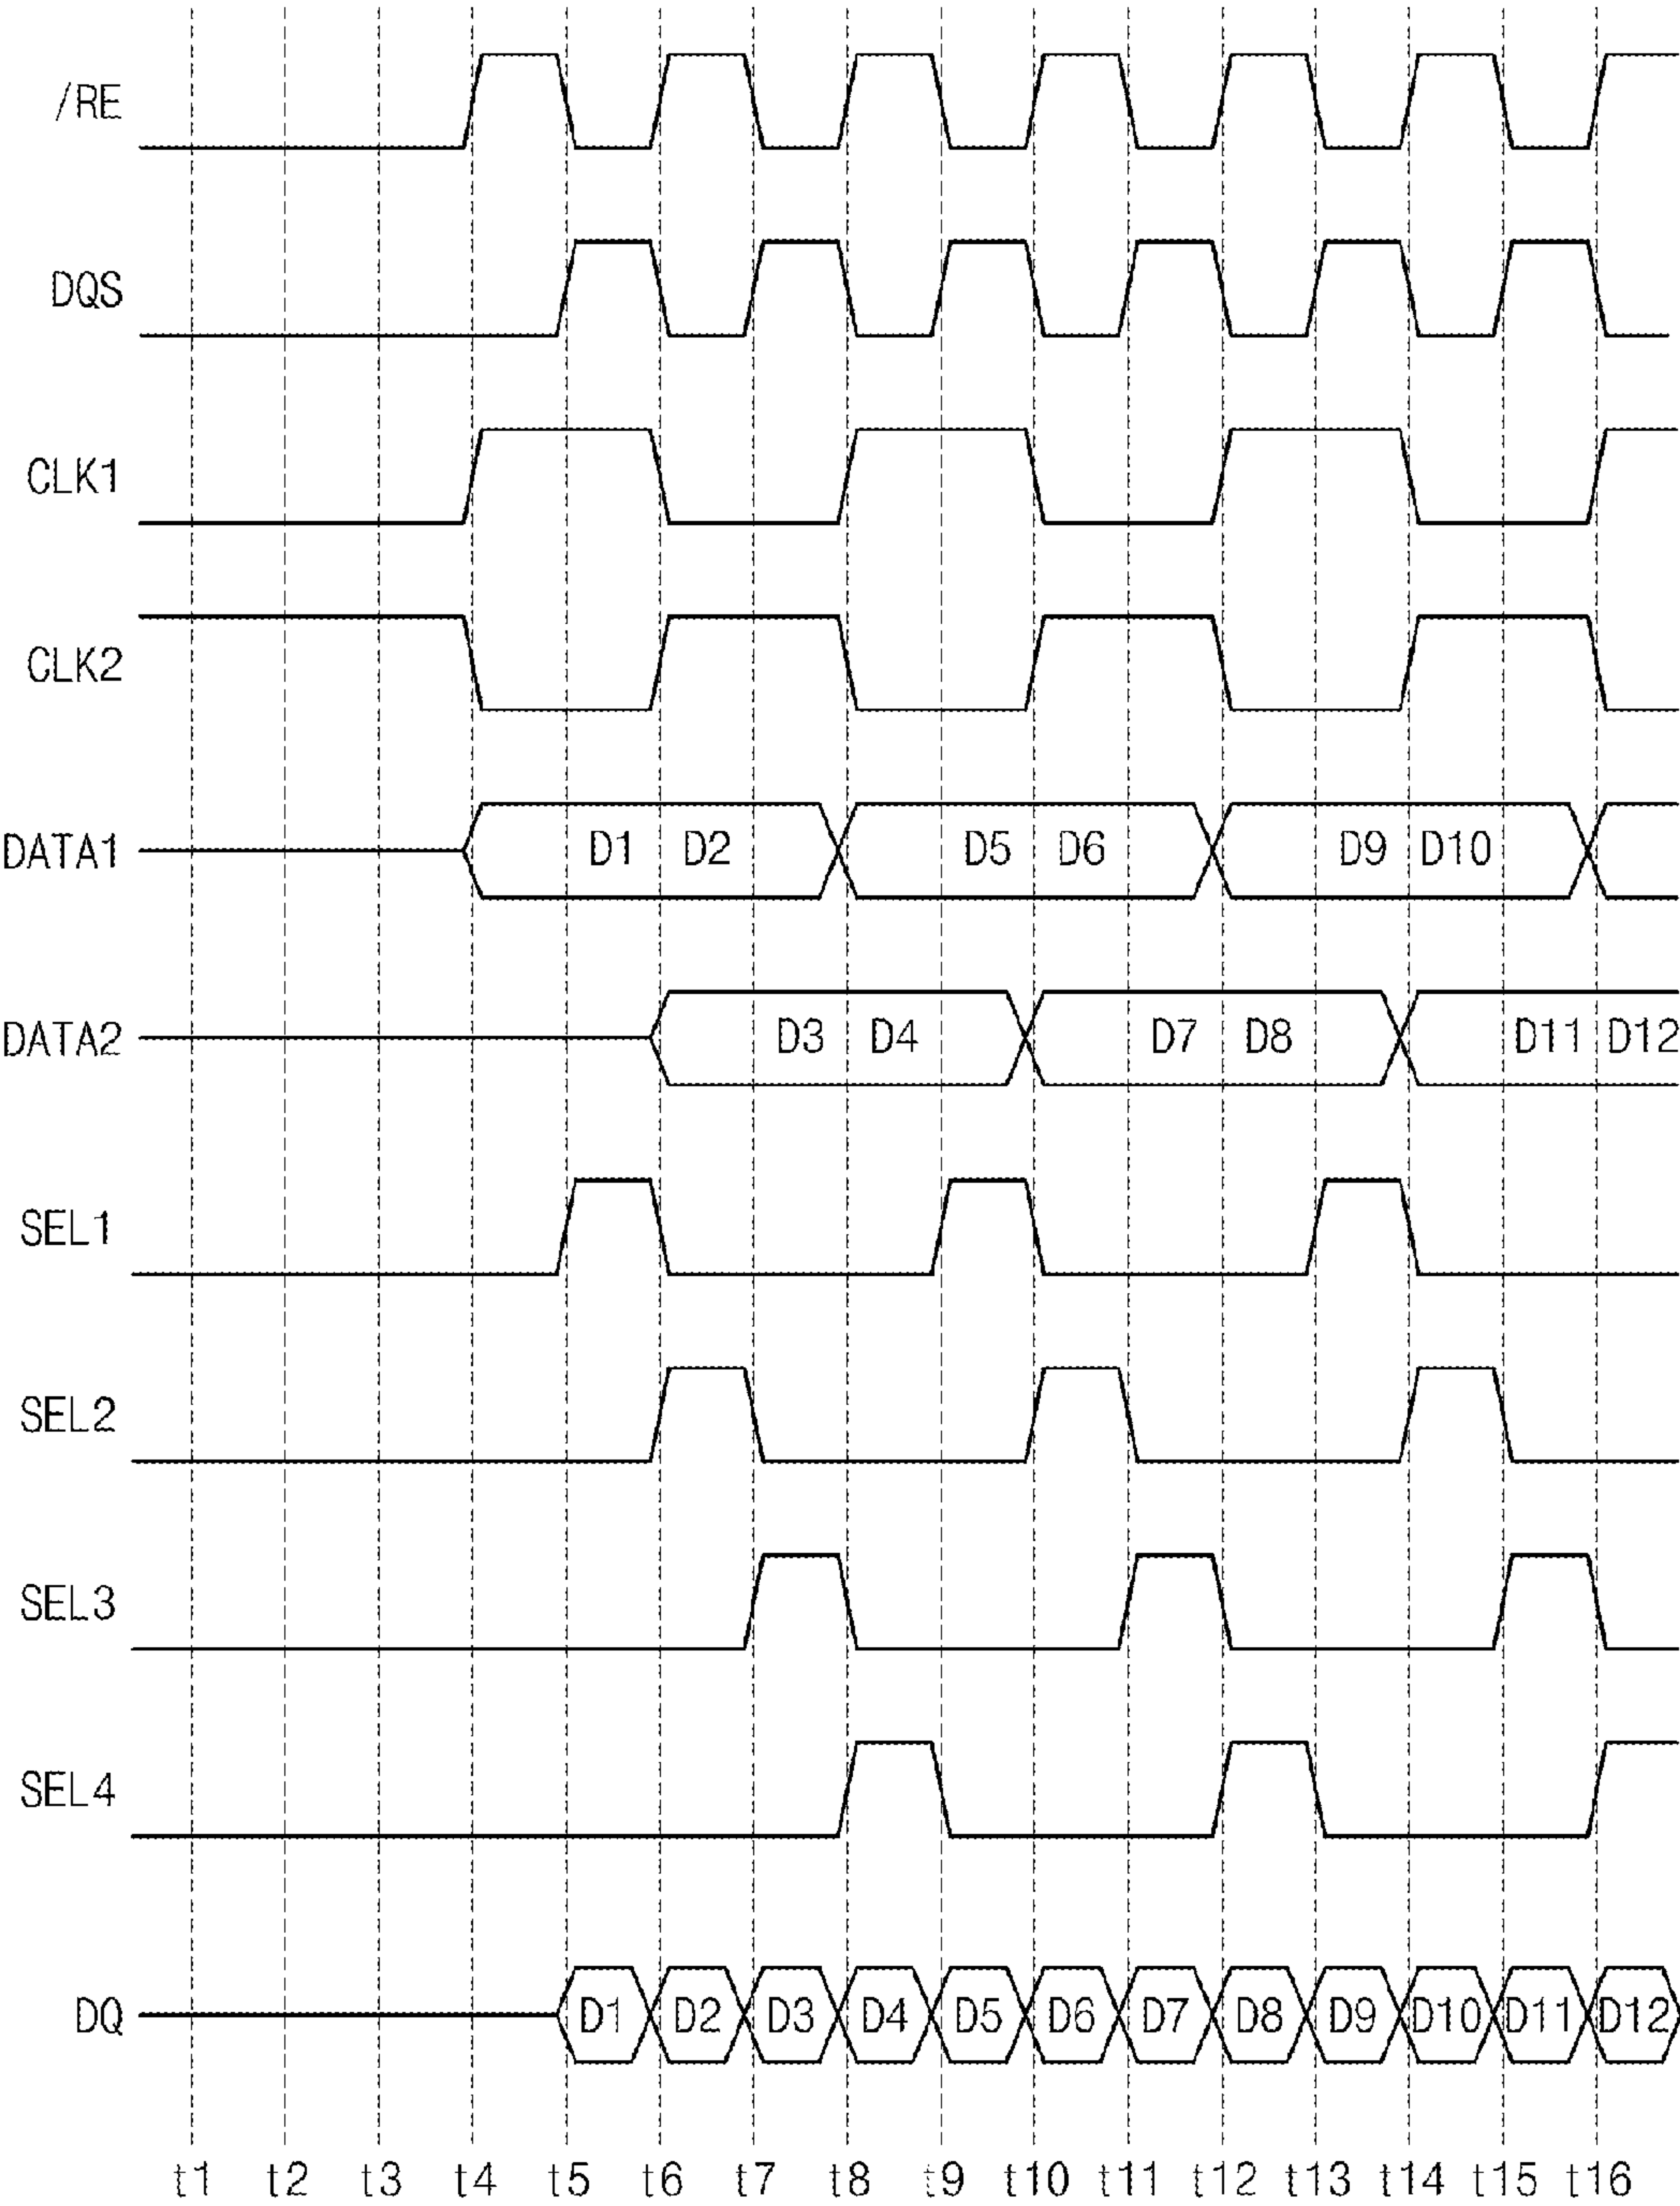 /RE
DQS
CLK1
CLK2
DATA1 D1 D2 D5 D6 D9 D10
DATA2 D3 D4 D7 D8 D11 D12
SEL1
SEL2
SEL3
SEL4
DQ D1 D2 D3 D4 D5 D6 D7 D8 D9 D10 D11 D12
t1 t2 t3 t4 t5 t6 t7 t8 t9 t10 t11 t12 t13 t14 t15 t16